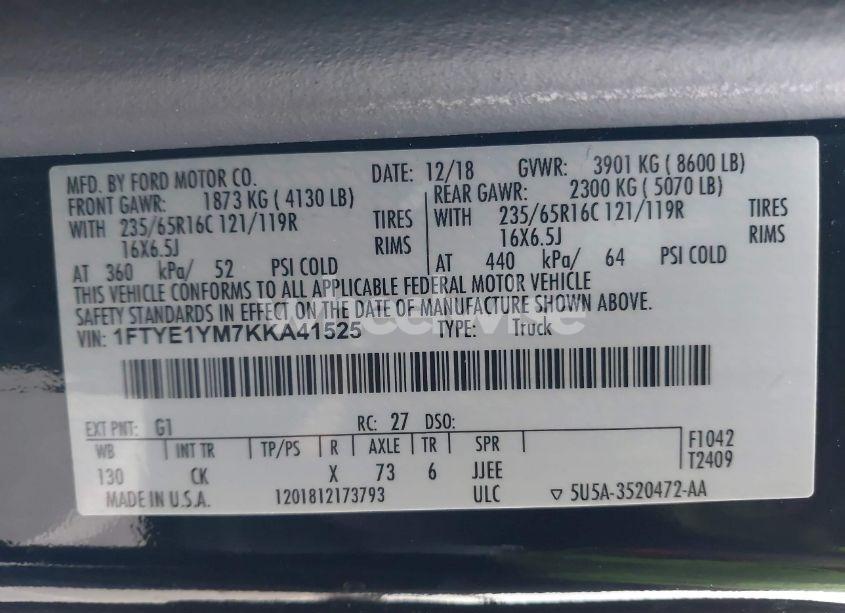 MFD. BY FORD MOTOR CO. DATE: 12/18 GVWR: 3901 KG ( 8600 LB)
FRONT GAWR: 1873 KG ( 4130 LB) REAR GAWR: 2300 KG ( 5070 LB)
WITH 235/65R16C 121/119R TIRES WITH 235/65R16C 121/119R TIRES
16X6.5J RIMS 16X6.5J RIMS
AT 360 kPa/ 52 PSI COLD AT 440 kPa/ 64 PSI COLD
THIS VEHICLE CONFORMS TO ALL APPLICABLE FEDERAL MOTOR VEHICLE
SAFETY STANDARDS IN EFFECT ON THE DATE OF MANUFACTURE SHOWN ABOVE.
VIN: 1FTYE1YM7KKA41525 TYPE: Truck
EXT PNT: G1 RC: 27 DSO:
WB INT TR TP/PS R AXLE TR SPR F1042
130 CK X 73 6 JJEE T2409
MADE IN U.S.A. 1201812173793 ULC ▽ 5U5A-3520472-AA